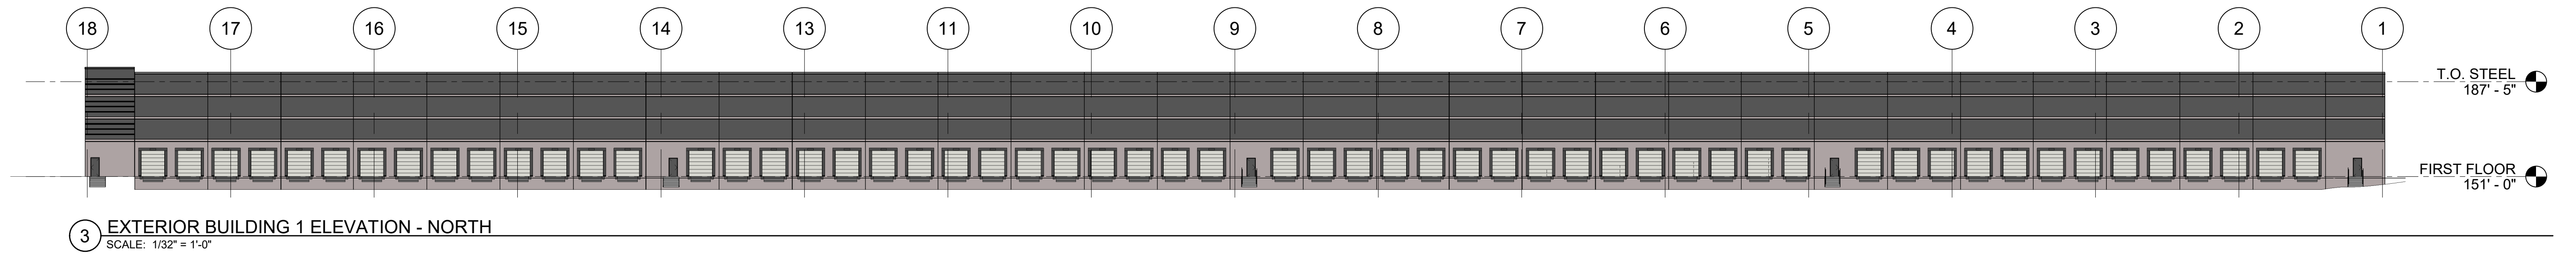 18 17 16 15 14 13 11 10 9 8 7 6 5 4 3 2 1
T.O. STEEL
187' - 5"
FIRST FLOOR
151' - 0"
3 EXTERIOR BUILDING 1 ELEVATION - NORTH
SCALE: 1/32" = 1'-0"